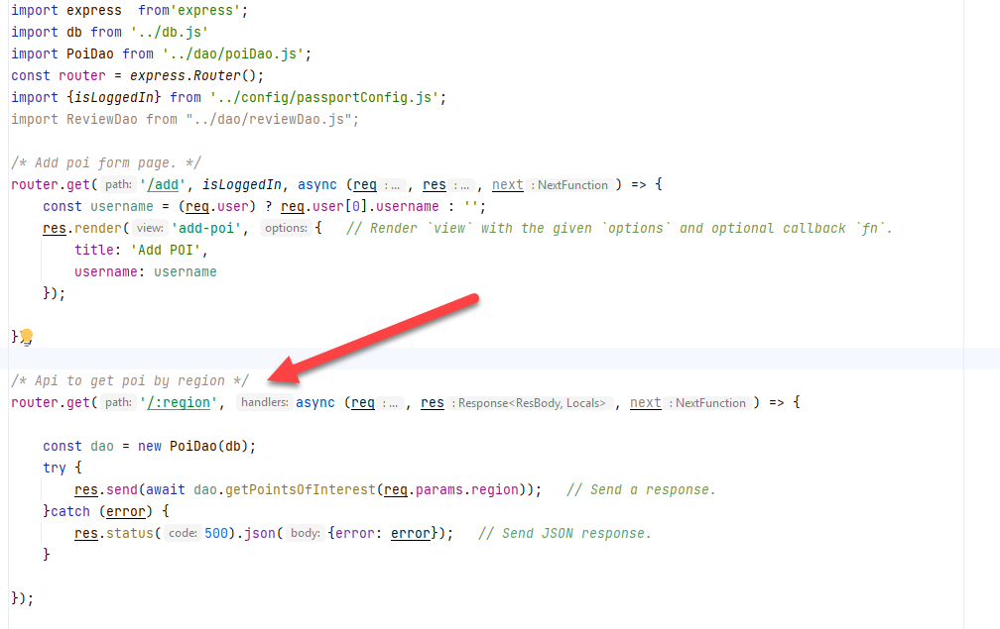 import express  from'express';
import db from '../db.js'
import PoiDao from '../dao/poiDao.js';
const router = express.Router();
import {isLoggedIn} from '../config/passportConfig.js';
import ReviewDao from "../dao/reviewDao.js";
/* Add poi form page. */
router.get( path: '/add', isLoggedIn, async (req : ... , res : ... , next : NextFunction ) => {
    const username = (req.user) ? req.user[0].username : '';
    res.render( view: 'add-poi', options: {   // Render `view` with the given `options` and optional callback `fn`.
        title: 'Add POI',
        username: username
    });
});
/* Api to get poi by region */
router.get( path: '/:region', handlers: async (req : ... , res : Response<ResBody, Locals> , next : NextFunction ) => {
    const dao = new PoiDao(db);
    try {
        res.send(await dao.getPointsOfInterest(req.params.region));   // Send a response.
    }catch (error) {
        res.status( code: 500).json( body: {error: error});   // Send JSON response.
    }
});